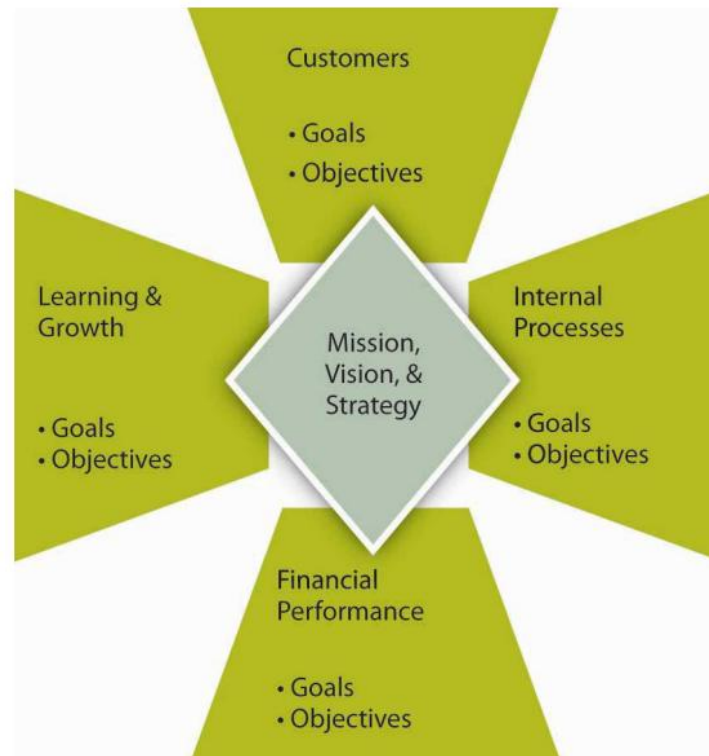 Customers
• Goals
• Objectives
Learning &
Growth
• Goals
• Objectives
Mission,
Vision, &
Strategy
Internal
Processes
• Goals
• Objectives
Financial
Performance
• Goals
• Objectives